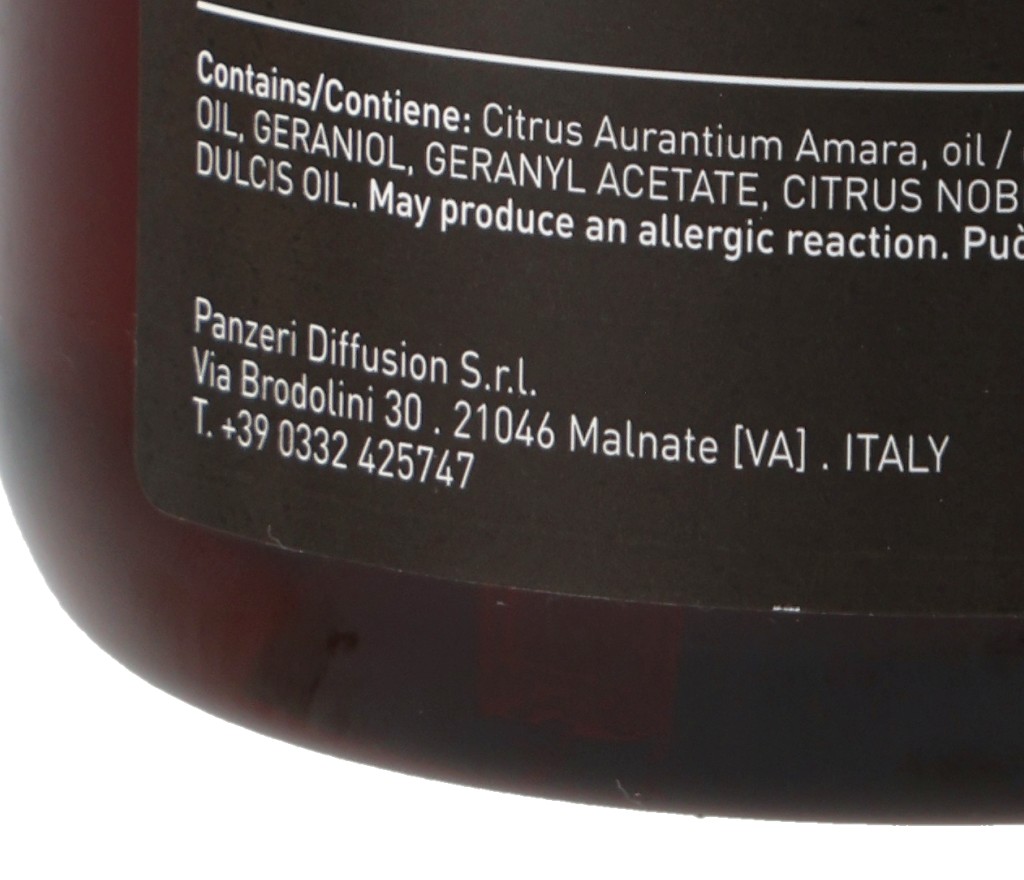 Contains/Contiene: Citrus Aurantium Amara, oil /
OIL, GERANIOL, GERANYL ACETATE, CITRUS NOB
DULCIS OIL. May produce an allergic reaction. Può
Panzeri Diffusion S.r.l.
Via Brodolini 30 . 21046 Malnate [VA] . ITALY
T. +39 0332 425747